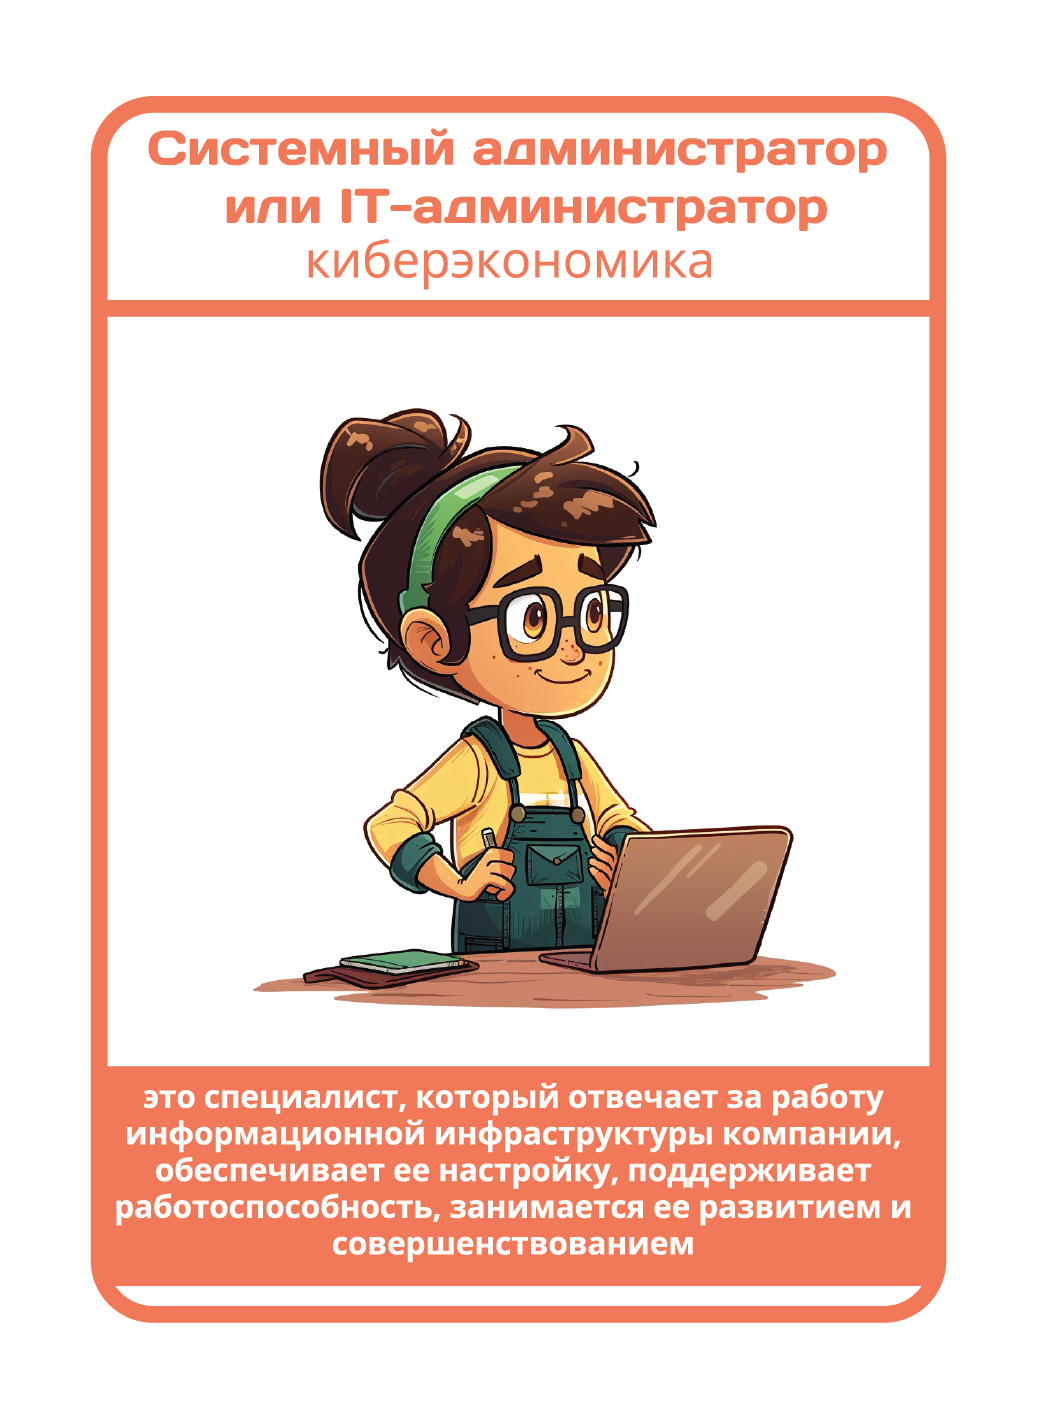 Системный администратор
или IT-администратор
киберэкономика
это специалист, который отвечает за работу
информационной инфраструктуры компании,
обеспечивает ее настройку, поддерживает
работоспособность, занимается ее развитием и
совершенствованием